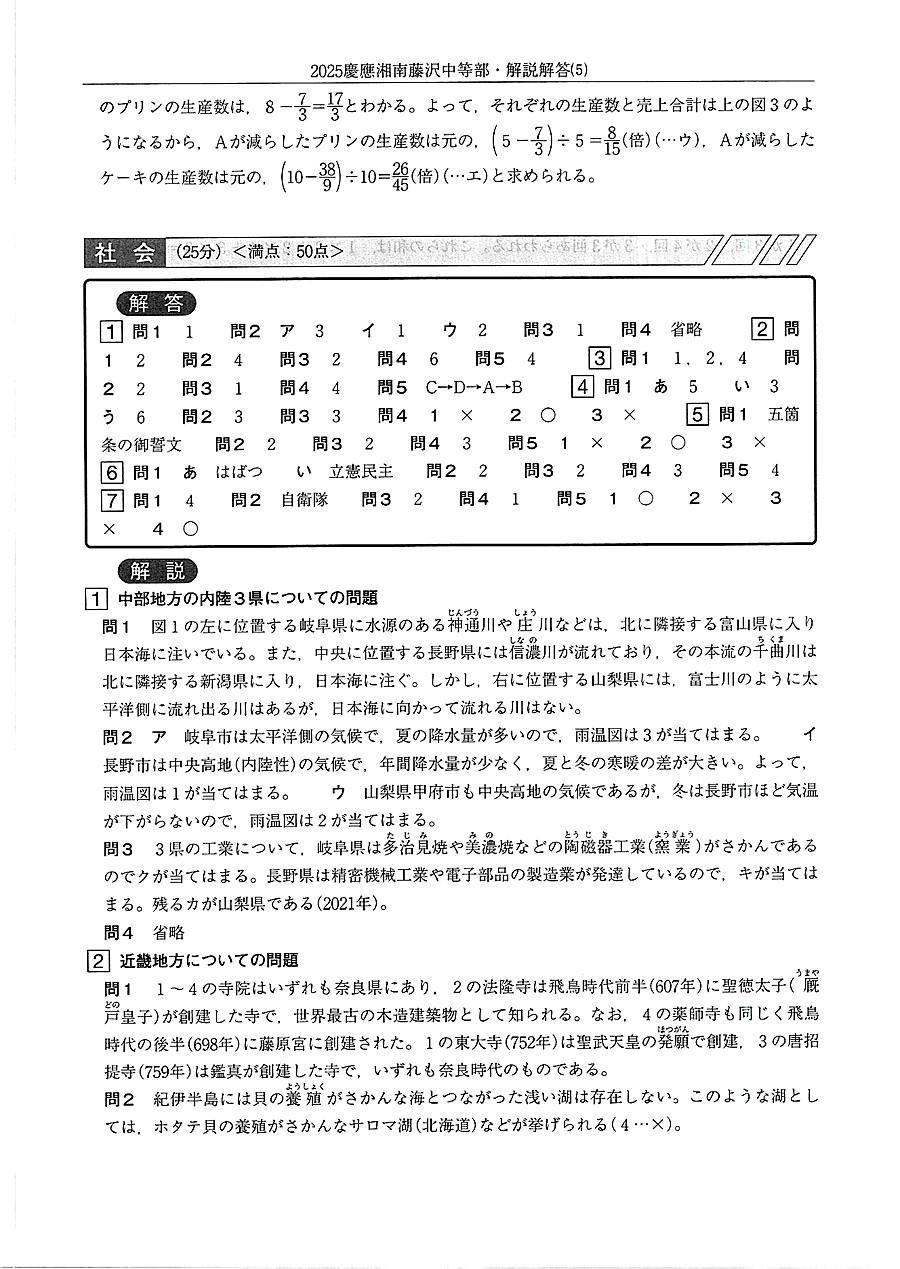 2025慶應湘南藤沢中等部・解説解答(5)
のプリンの生産数は，8－7/3＝17/3とわかる。よって，それぞれの生産数と売上合計は上の図3のよ
うになるから，Aが減らしたプリンの生産数は元の，(5－7/3)÷5＝8/15(倍)(…ウ)，Aが減らした
ケーキの生産数は元の，(10－38/9)÷10＝26/45(倍)(…エ)と求められる。
社会 (25分) ＜満点：50点＞
解答
1 問1 1 問2 ア 3 イ 1 ウ 2 問3 1 問4 省略 2 問
1 2 問2 4 問3 2 問4 6 問5 4 3 問1 1，2，4 問
2 2 問3 1 問4 4 問5 C→D→A→B 4 問1 あ 5 い 3
う 6 問2 3 問3 3 問4 1 × 2 ○ 3 × 5 問1 五箇
条の御誓文 問2 2 問3 2 問4 3 問5 1 × 2 ○ 3 ×
6 問1 あ はばつ い 立憲民主 問2 2 問3 2 問4 3 問5 4
7 問1 4 問2 自衛隊 問3 2 問4 1 問5 1 ○ 2 × 3
× 4 ○
解説
1 中部地方の内陸3県についての問題
問1 図1の左に位置する岐阜県に水源のある神通川や庄川などは，北に隣接する富山県に入り
日本海に注いでいる。また，中央に位置する長野県には信濃川が流れており，その本流の千曲川は
北に隣接する新潟県に入り，日本海に注ぐ。しかし，右に位置する山梨県には，富士川のように太
平洋側に流れ出る川はあるが，日本海に向かって流れる川はない。
問2 ア 岐阜市は太平洋側の気候で，夏の降水量が多いので，雨温図は3が当てはまる。 イ
長野市は中央高地(内陸性)の気候で，年間降水量が少なく，夏と冬の寒暖の差が大きい。よって，
雨温図は1が当てはまる。 ウ 山梨県甲府市も中央高地の気候であるが，冬は長野市ほど気温
が下がらないので，雨温図は2が当てはまる。
問3 3県の工業について，岐阜県は多治見焼や美濃焼などの陶磁器工業(窯業)がさかんである
のでクが当てはまる。長野県は精密機械工業や電子部品の製造業が発達しているので，キが当ては
まる。残るカが山梨県である(2021年)。
問4 省略
2 近畿地方についての問題
問1 1～4の寺院はいずれも奈良県にあり，2の法隆寺は飛鳥時代前半(607年)に聖徳太子(厩
戸皇子)が創建した寺で，世界最古の木造建築物として知られる。なお，4の薬師寺も同じく飛鳥
時代の後半(698年)に藤原宮に創建された。1の東大寺(752年)は聖武天皇の発願で創建，3の唐招
提寺(759年)は鑑真が創建した寺で，いずれも奈良時代のものである。
問2 紀伊半島には貝の養殖がさかんな海とつながった浅い湖は存在しない。このような湖とし
ては，ホタテ貝の養殖がさかんなサロマ湖(北海道)などが挙げられる(4…×)。